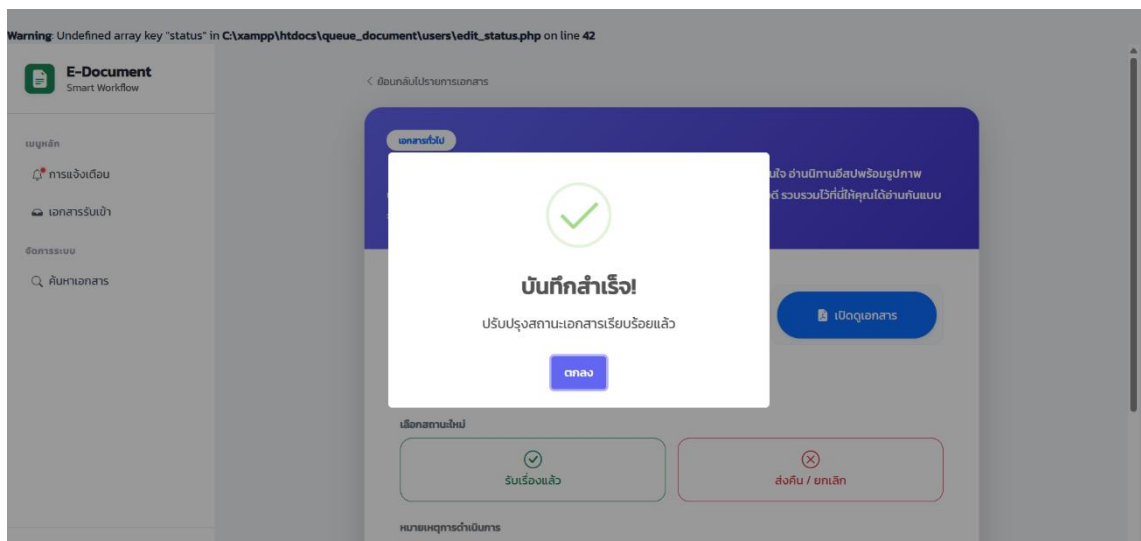 Warning: Undefined array key "status" in C:\xampp\htdocs\queue_document\users\edit_status.php on line 42
E-Document
Smart Workflow
ย้อนกลับไปรายการเอกสาร
เมนูหลัก
การแจ้งเตือน
เอกสารรับเข้า
จัดการระบบ
ค้นหาเอกสาร
เอกสารทั่วไป
นใจ อ่านนิทานอีสปพร้อมรูปภาพ
ดี รวบรวมไว้ที่นี่ให้คุณได้อ่านกันแบบ
บันทึกสำเร็จ!
ปรับปรุงสถานะเอกสารเรียบร้อยแล้ว
ตกลง
เปิดดูเอกสาร
เลือกสถานะใหม่
รับเรื่องแล้ว
ส่งคืน / ยกเลิก
หมายเหตุการดำเนินการ